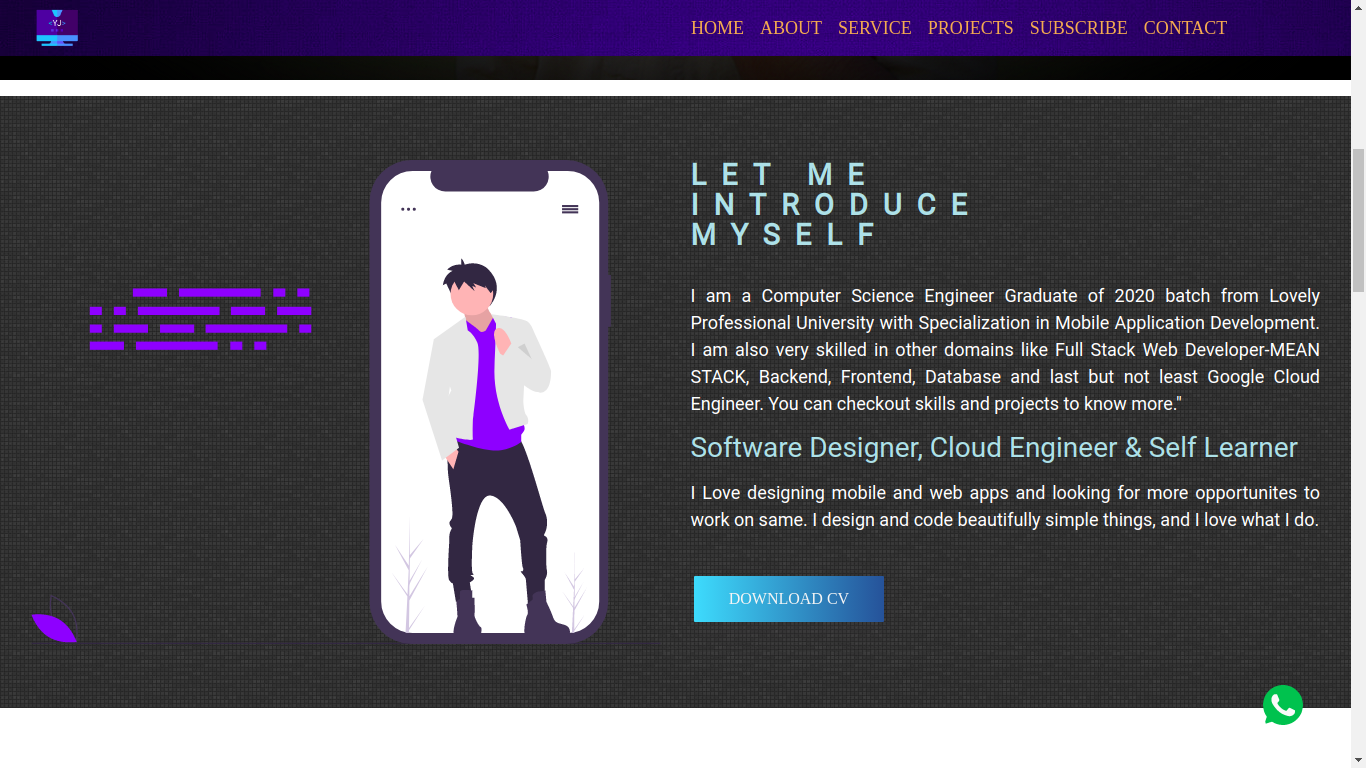 <YJ>
HOME ABOUT SERVICE PROJECTS SUBSCRIBE CONTACT
LET ME
INTRODUCE
MYSELF
I am a Computer Science Engineer Graduate of 2020 batch from Lovely
Professional University with Specialization in Mobile Application Development.
I am also very skilled in other domains like Full Stack Web Developer-MEAN
STACK, Backend, Frontend, Database and last but not least Google Cloud
Engineer. You can checkout skills and projects to know more."
Software Designer, Cloud Engineer & Self Learner
I Love designing mobile and web apps and looking for more opportunites to
work on same. I design and code beautifully simple things, and I love what I do.
DOWNLOAD CV